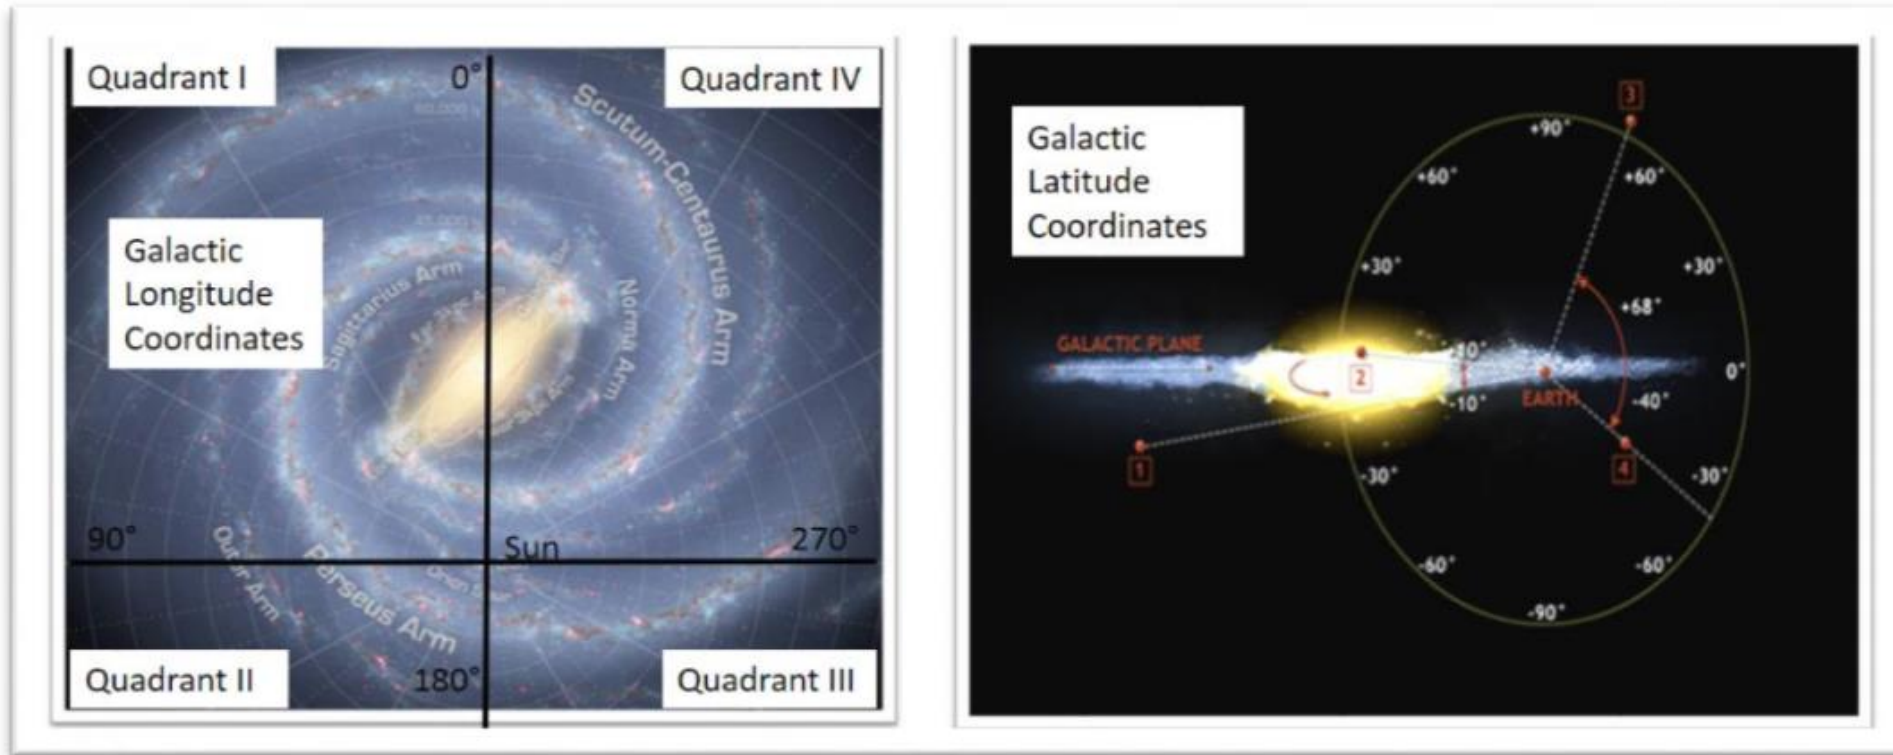 Quadrant I
0°
Quadrant IV
Scutum-Centaurus Arm
Galactic
Longitude
Coordinates
Sagittarius Arm
Norma Arm
90°
Sun
270°
Outer Arm
Perseus Arm
Quadrant II
180°
Quadrant III
3
+90°
Galactic
Latitude
Coordinates
+60°
+60°
+30°
+30°
+68°
GALACTIC PLANE
2
-10°
0°
EARTH
-40°
1
4
-30°
-30°
-60°
-60°
-90°